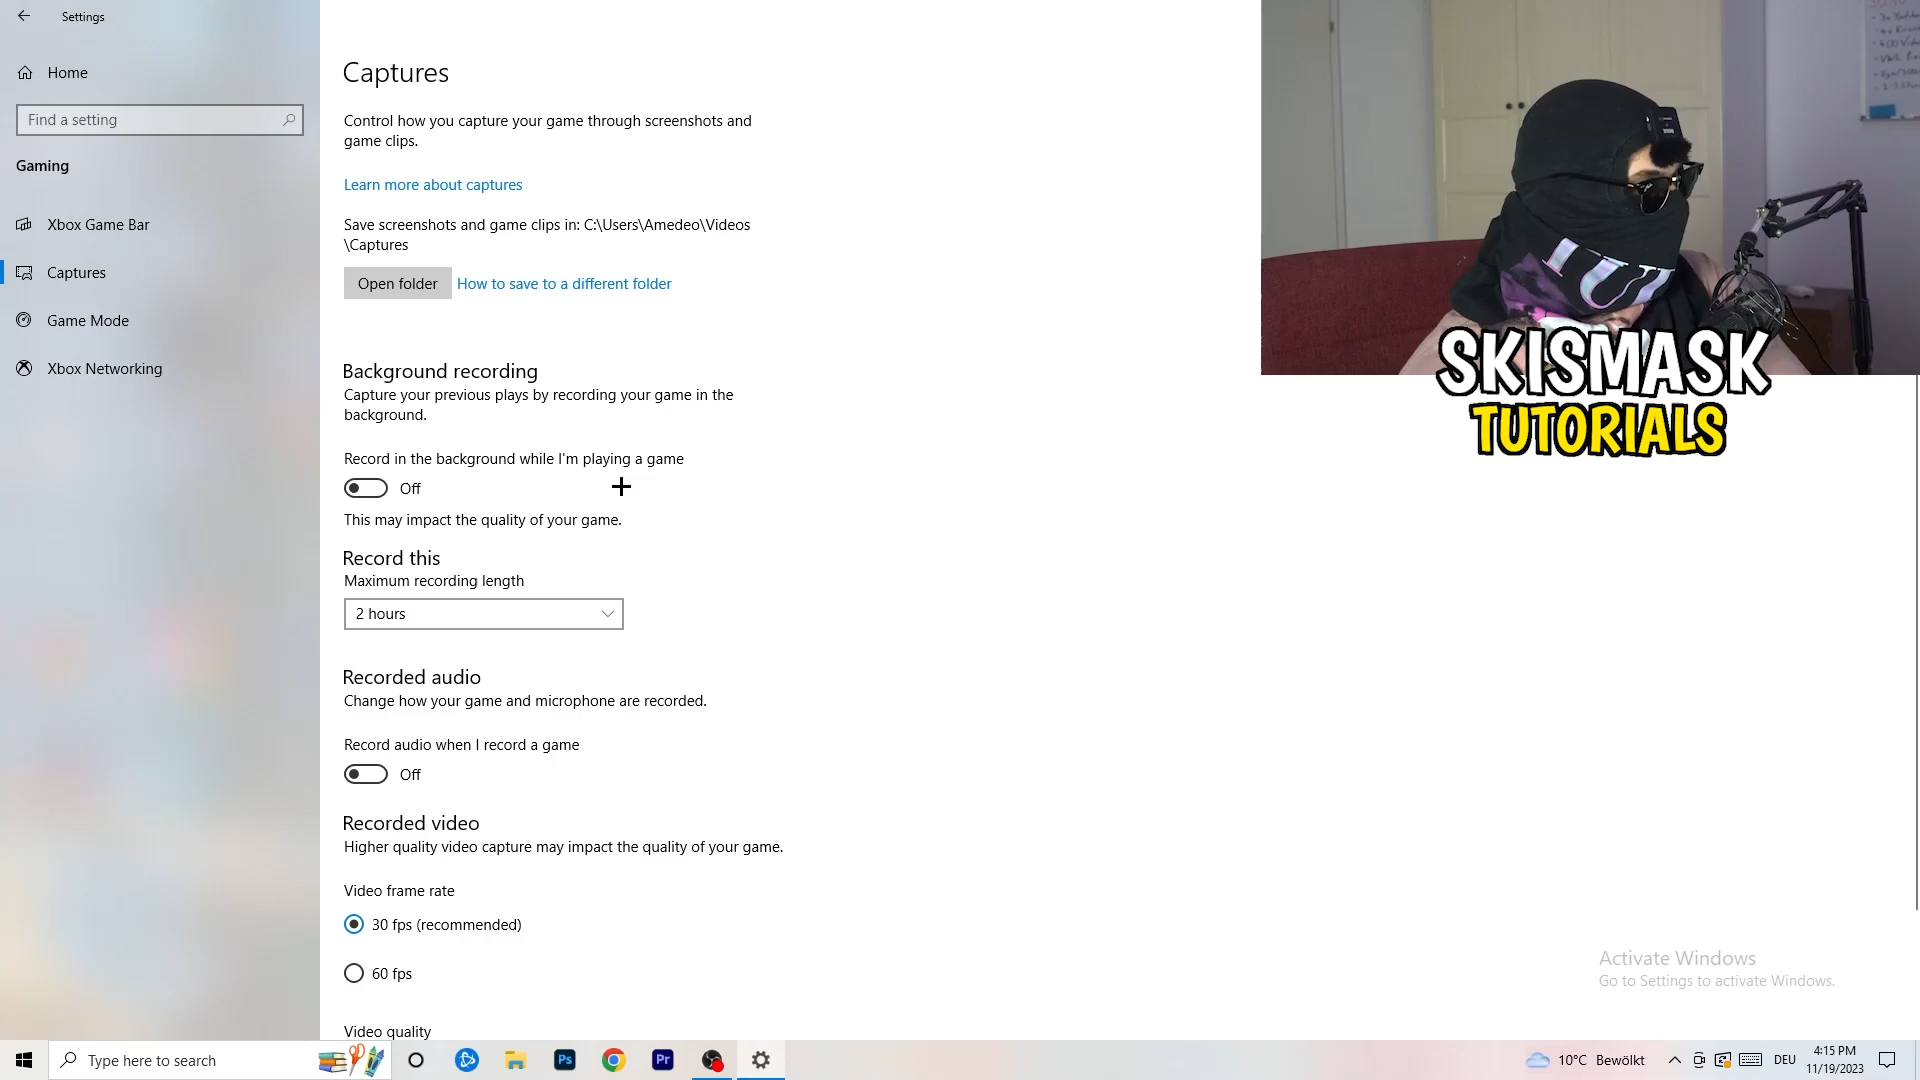 Settings
Home
Find a setting
Gaming
Xbox Game Bar
Captures
Game Mode
Xbox Networking
Captures
Control how you capture your game through screenshots and
game clips.
Learn more about captures
Save screenshots and game clips in: C:\Users\Amedeo\Videos
\Captures
Open folder How to save to a different folder
Background recording
Capture your previous plays by recording your game in the
background.
Record in the background while I'm playing a game
Off
This may impact the quality of your game.
Record this
Maximum recording length
2 hours
Recorded audio
Change how your game and microphone are recorded.
Record audio when I record a game
Off
Recorded video
Higher quality video capture may impact the quality of your game.
Video frame rate
30 fps (recommended)
60 fps
Video quality
SKISMASK
TUTORIALS
Activate Windows
Go to Settings to activate Windows.
Type here to search
Ps
Pr
10°C Bewölkt
DEU
4:15 PM
11/19/2023